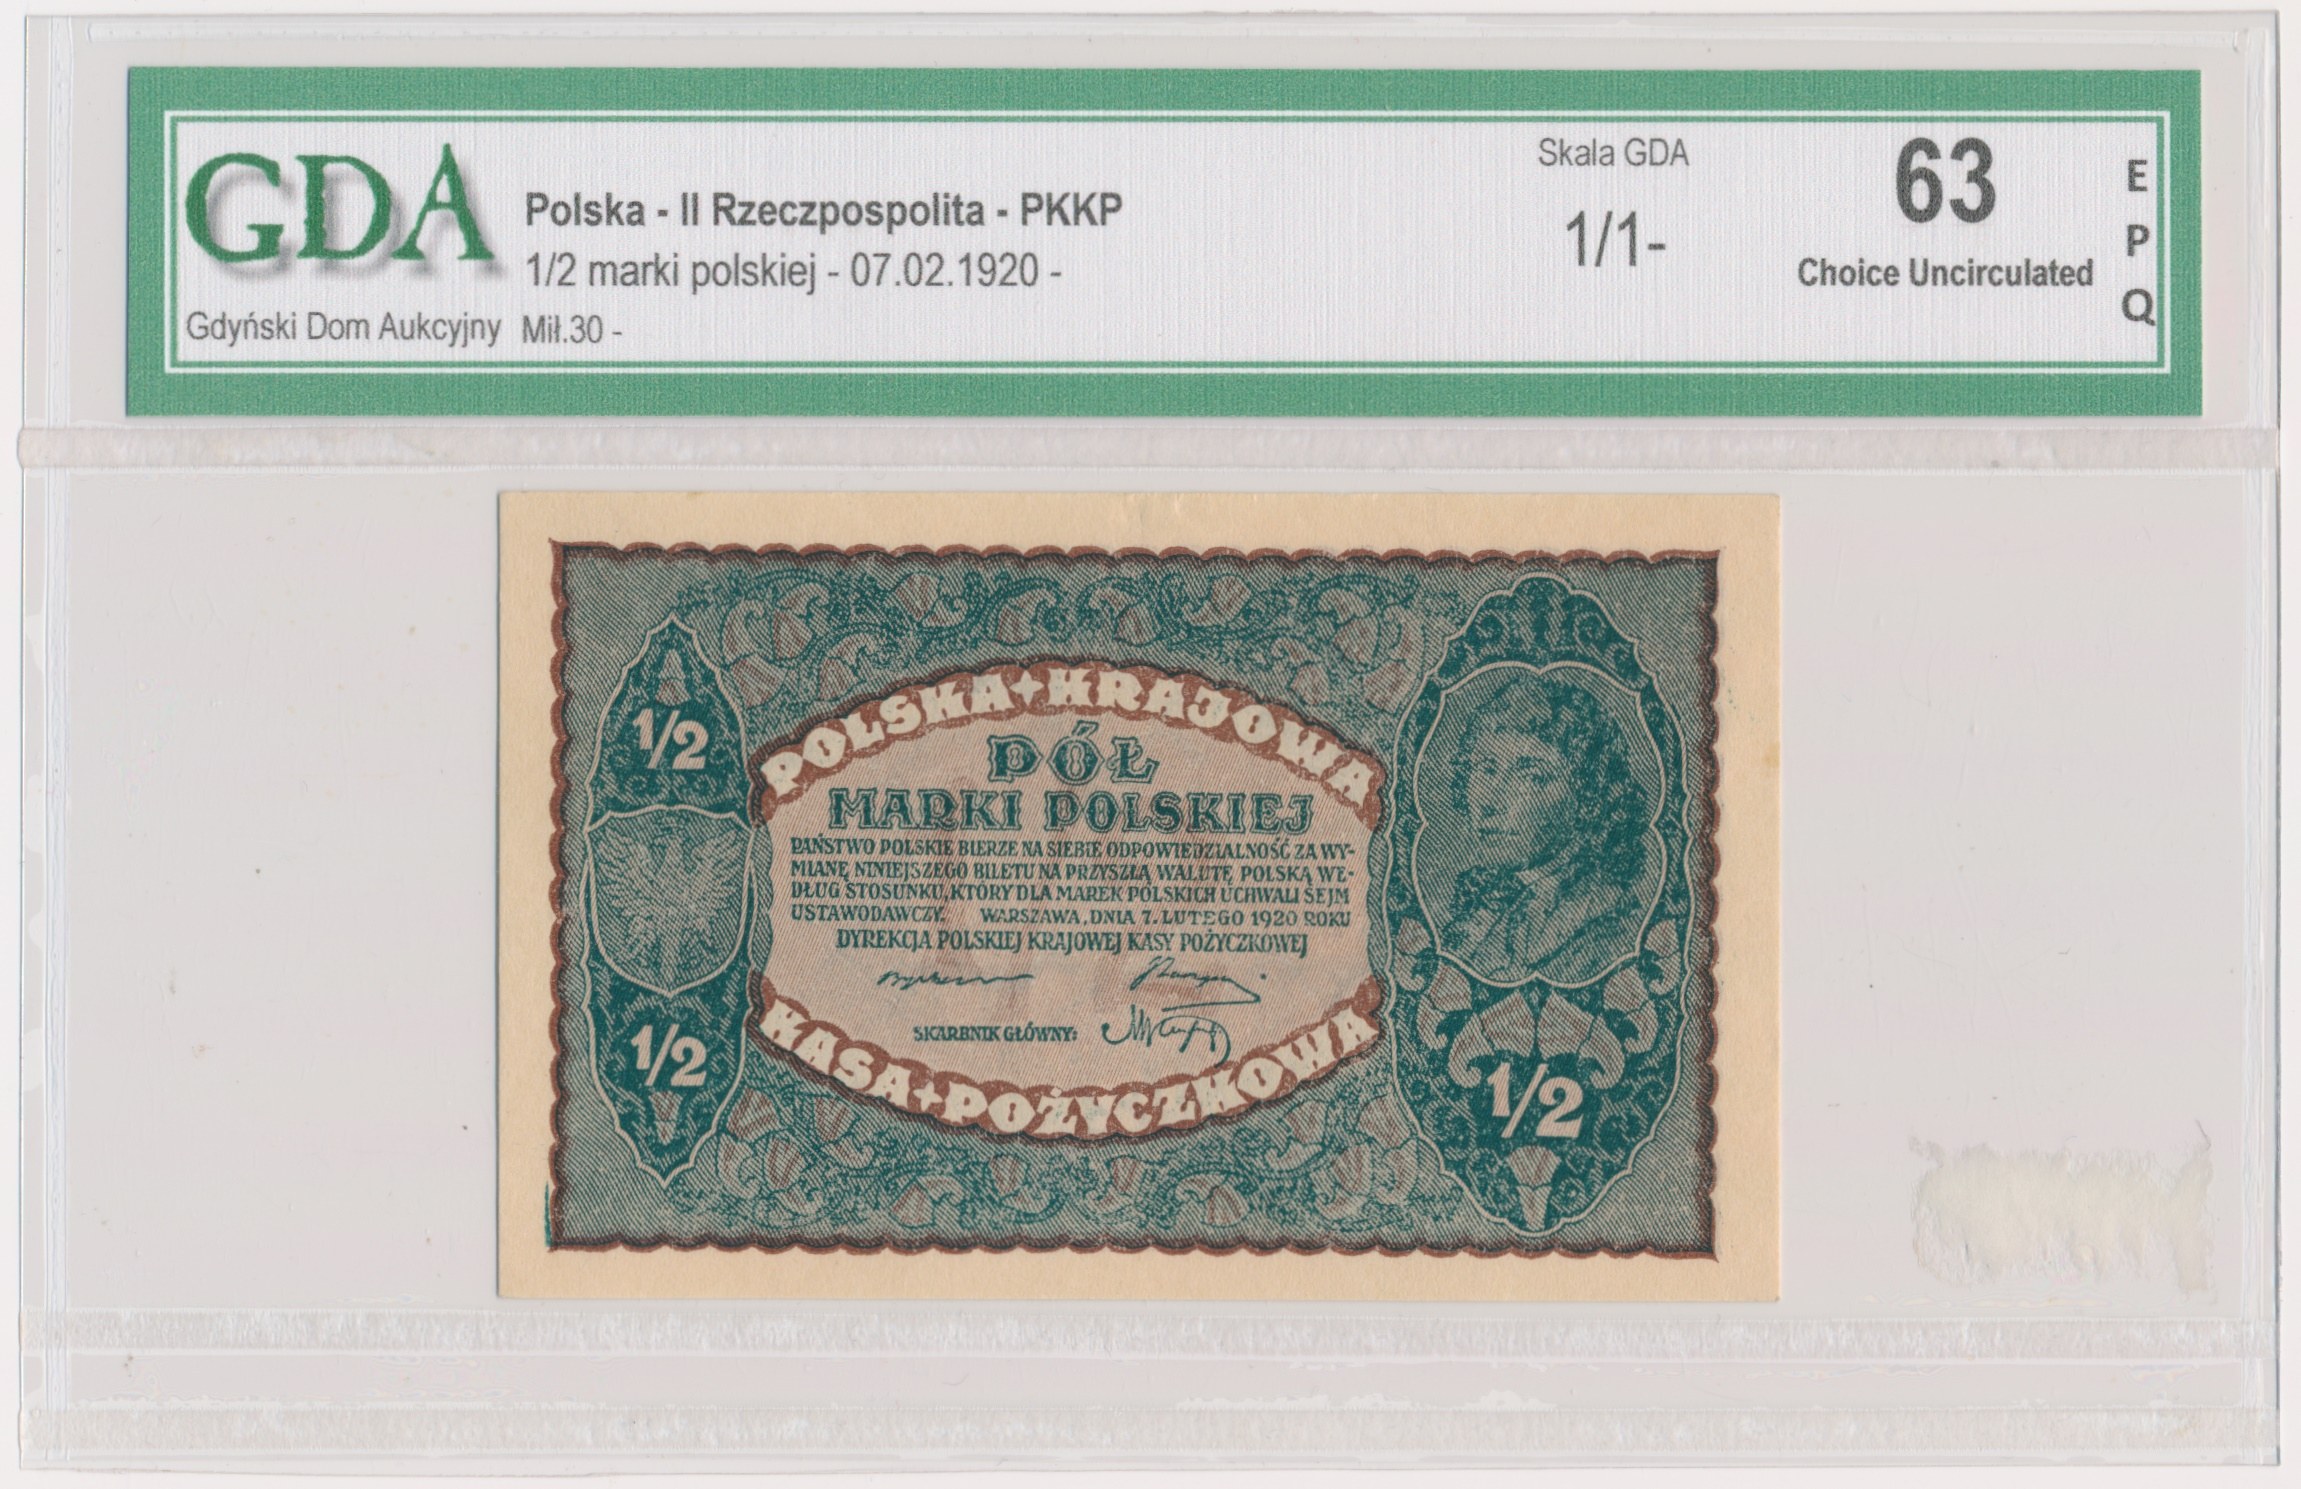 GDA
Gdyński Dom Aukcyjny
Polska - II Rzeczpospolita - PKKP
1/2 marki polskiej - 07.02.1920 -
Mił.30 -
Skala GDA
1/1-
63
Choice Uncirculated
E
P
Q
POLSKA + KRAJOWA
PÓŁ
MARKI POLSKIEJ
PAŃSTWO POLSKIE BIERZE NA SIEBIE ODPOWIEDZIALNOŚĆ ZA WY-
MIANĘ NINIEJSZEGO BILETU NA PRZYSZŁĄ WALUTĘ POLSKĄ WE-
DŁUG STOSUNKU, KTÓRY DLA MAREK POLSKICH UCHWALI SEJM
USTAWODAWCZY. WARSZAWA, DNIA 7. LUTEGO 1920 ROKU
DYREKCJA POLSKIEJ KRAJOWEJ KASY POŻYCZKOWEJ
SKARBNIK GŁÓWNY:
KASA + POŻYCZKOWA
1/2
1/2
1/2